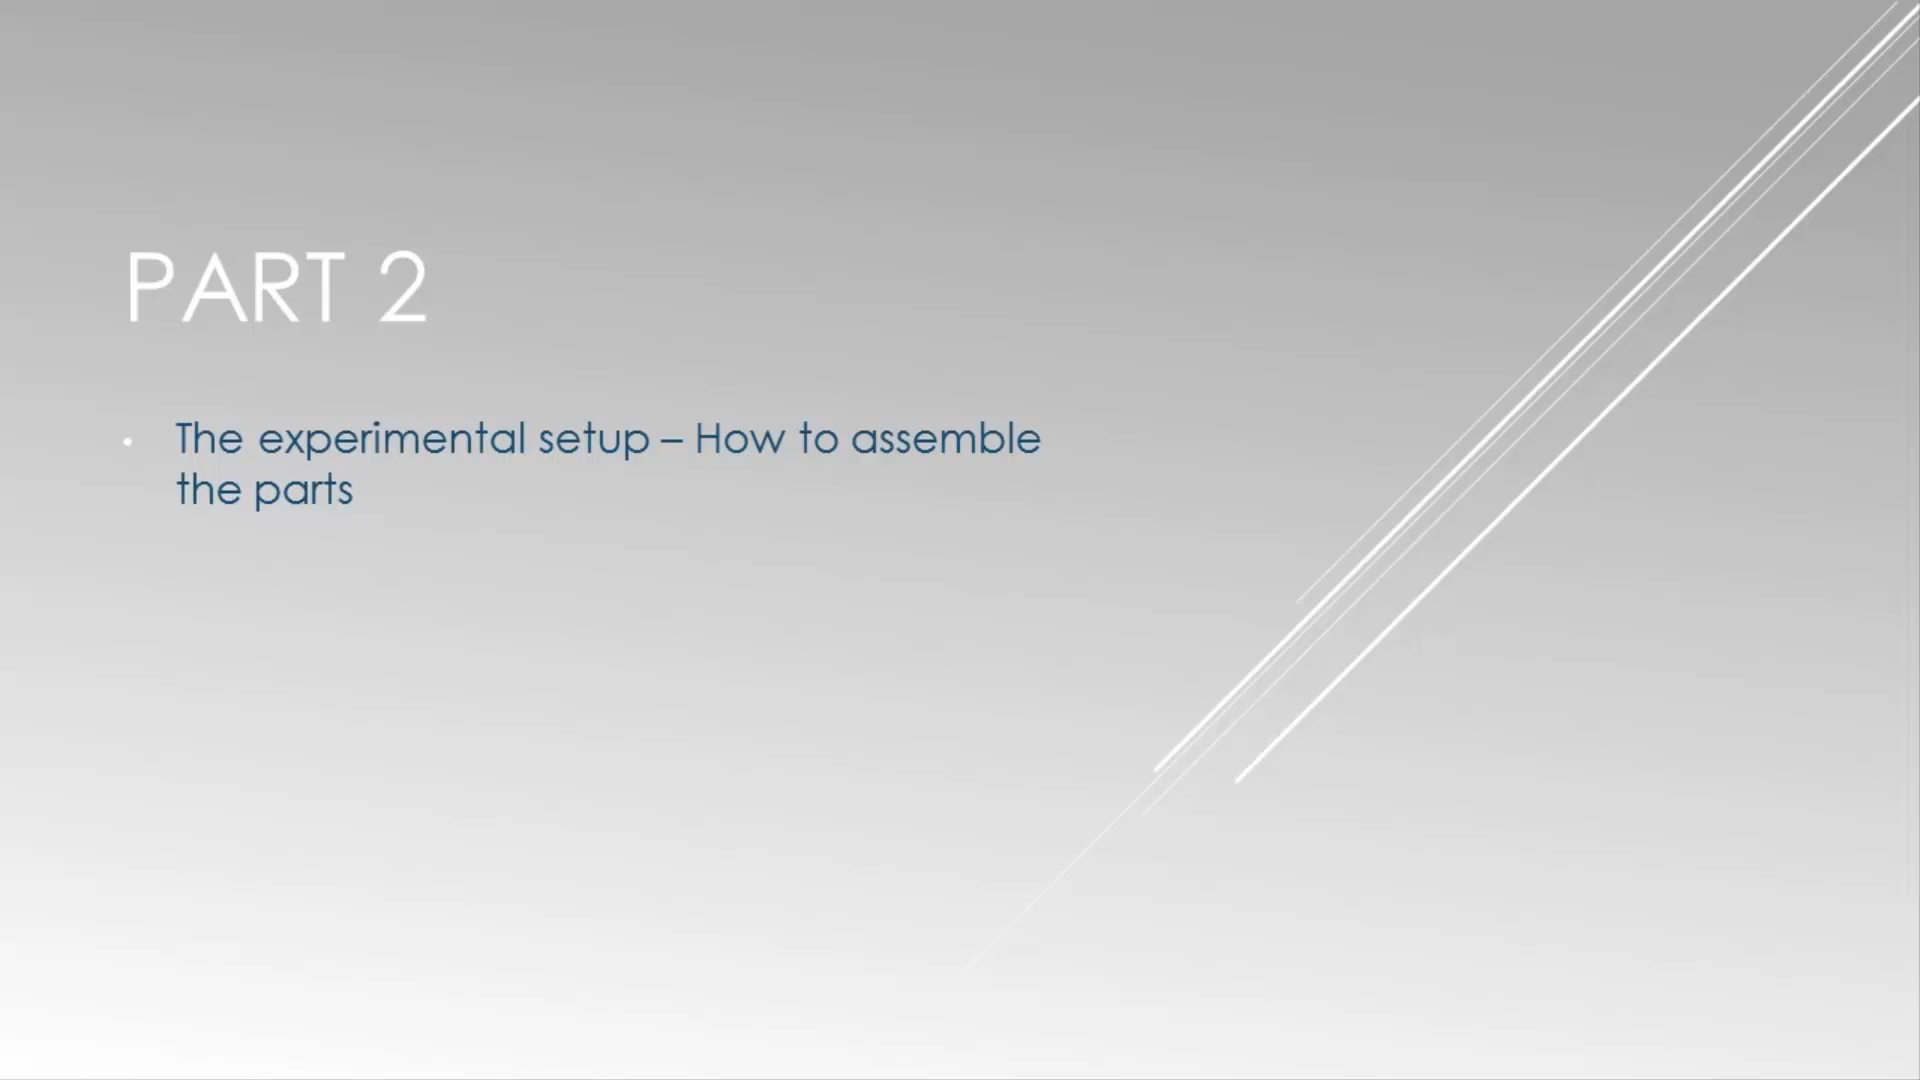 PART 2
• The experimental setup – How to assemble
the parts